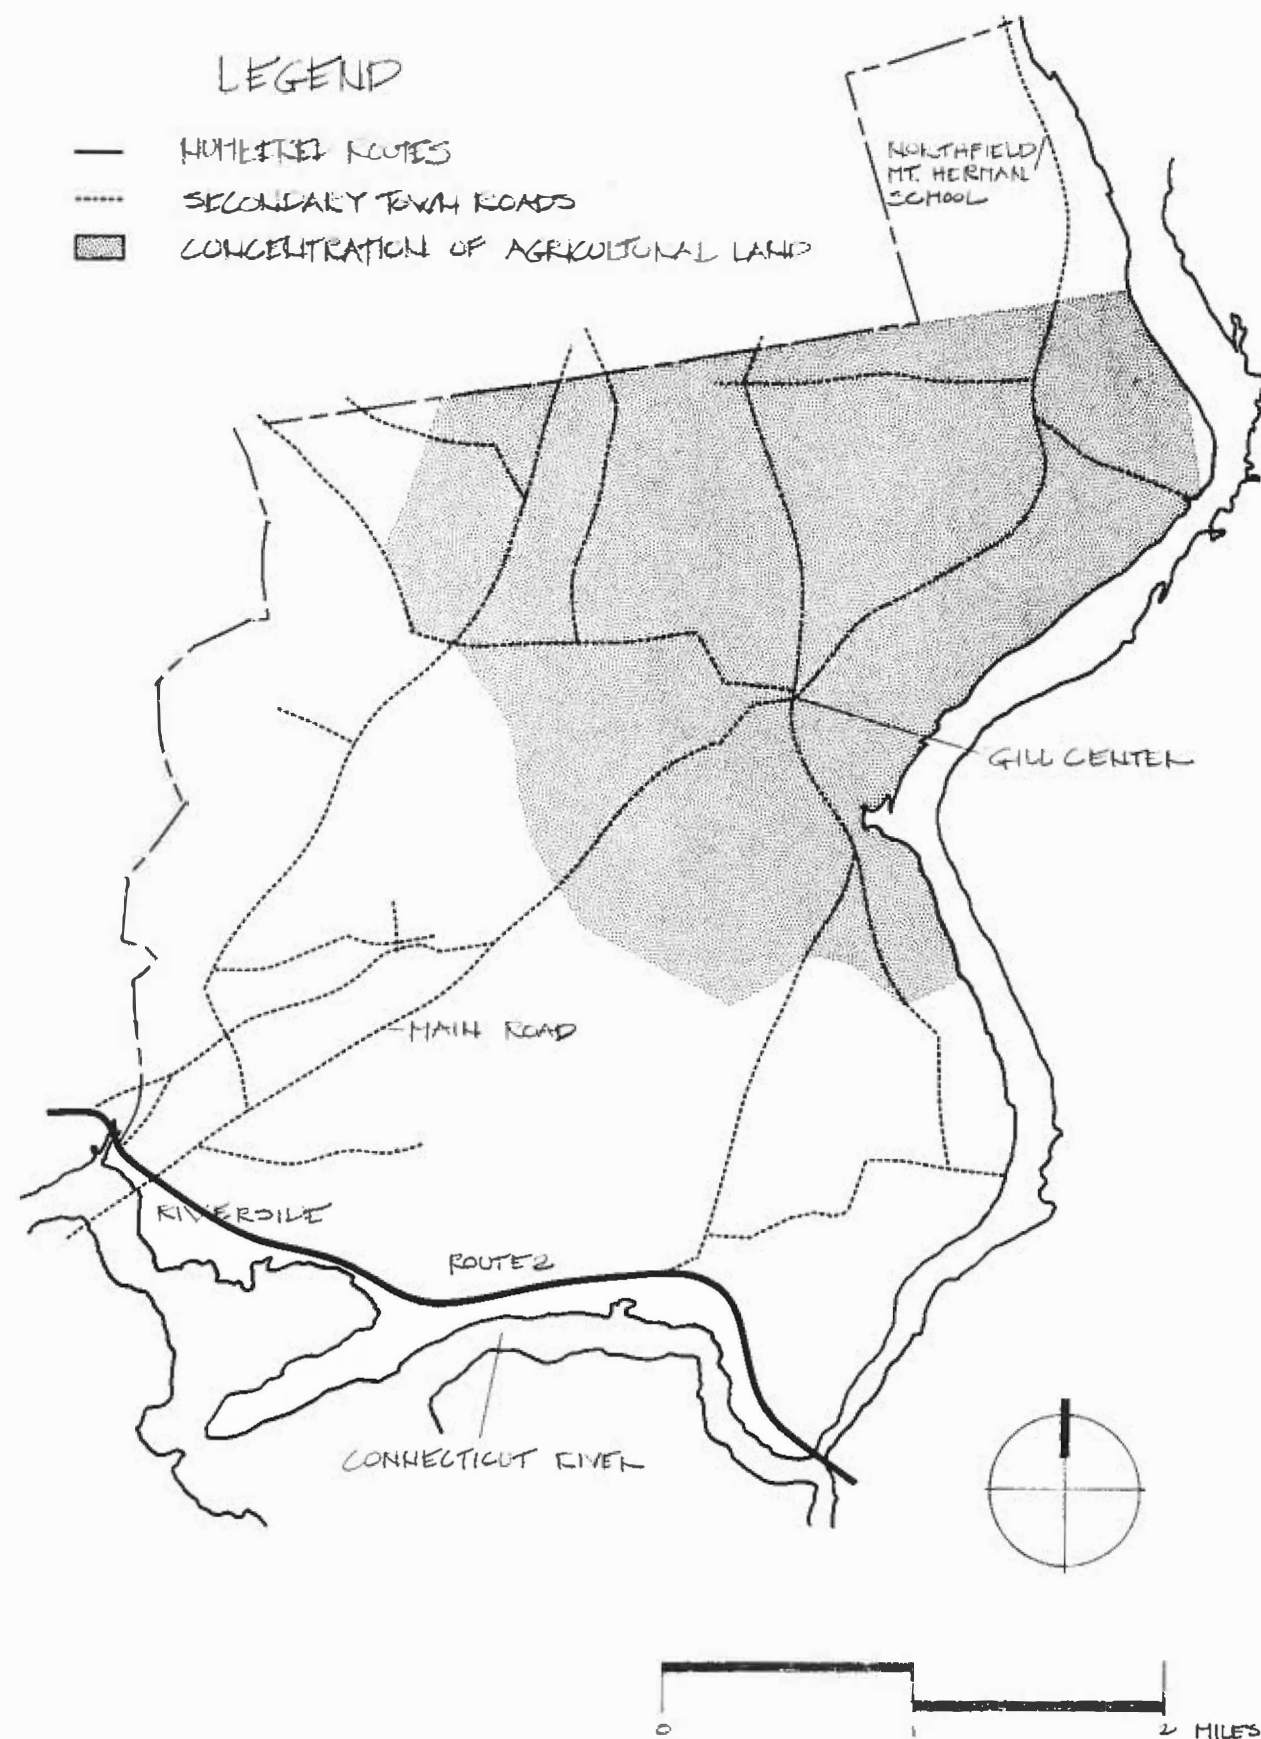 LEGEND
NUMBERED ROUTES
SECONDARY TOWN ROADS
CONCENTRATION OF AGRICULTURAL LAND
NORTHFIELD/
MT. HERMAN
SCHOOL
GILL CENTER
MAIN ROAD
RIVERSIDE
ROUTE 2
CONNECTICUT RIVER
0 1 2 MILES